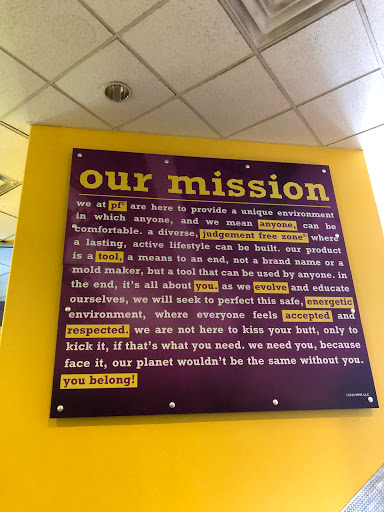 our mission
we at pf® are here to provide a unique environment
in which anyone, and we mean anyone, can be
comfortable. a diverse, judgement free zone® where
a lasting, active lifestyle can be built. our product
is a tool, a means to an end, not a brand name or a
mold maker, but a tool that can be used by anyone. in
the end, it's all about you. as we evolve and educate
ourselves, we will seek to perfect this safe, energetic
environment, where everyone feels accepted and
respected. we are not here to kiss your butt, only to
kick it, if that's what you need. we need you, because
face it, our planet wouldn't be the same without you.
you belong!